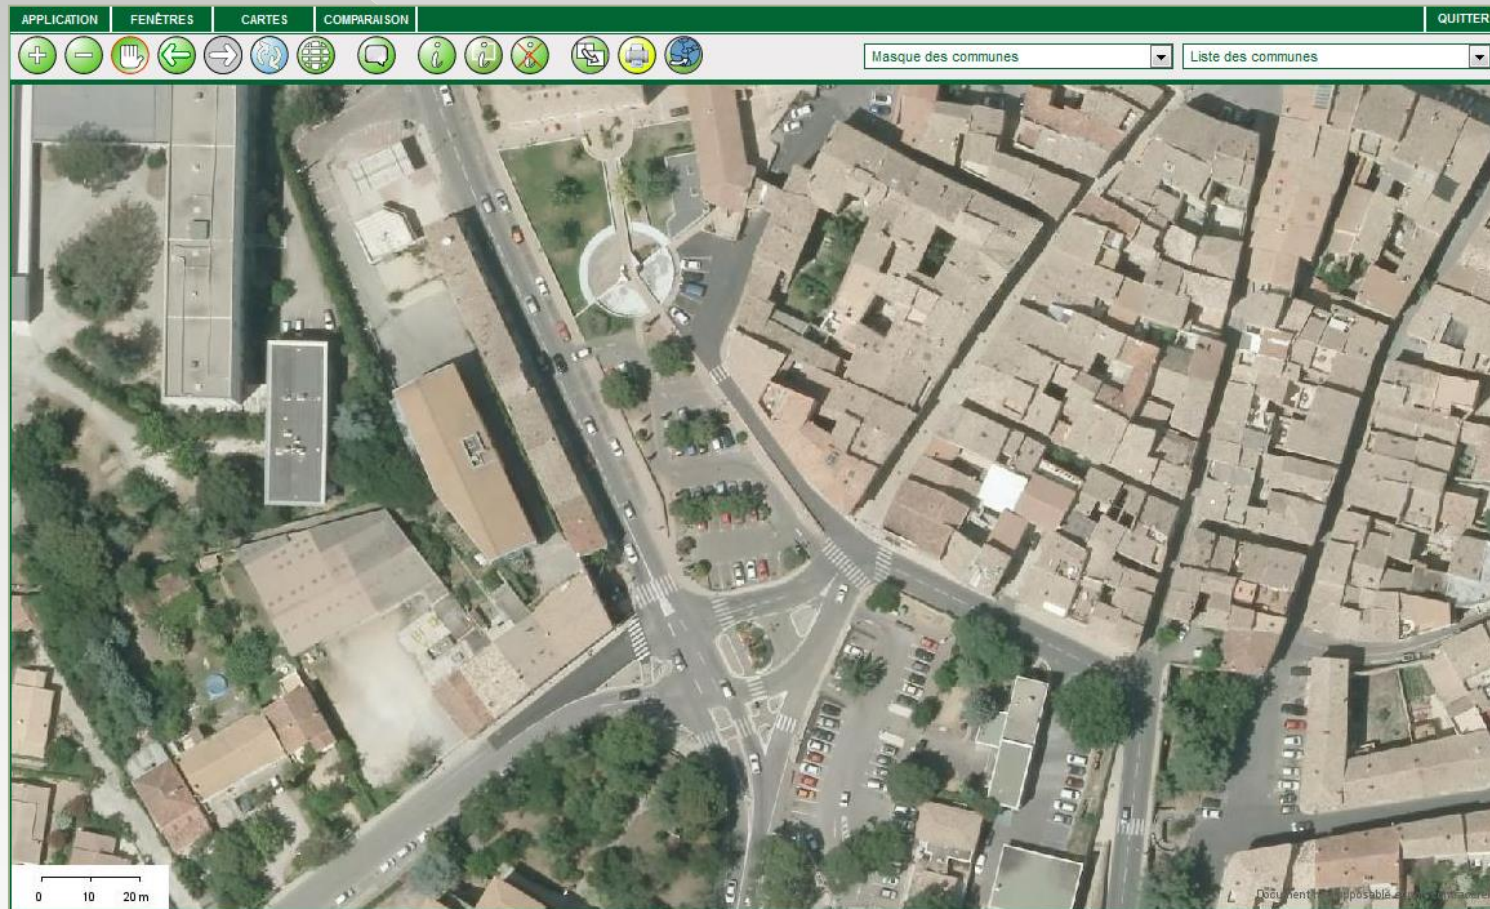 APPLICATION FENÊTRES CARTES COMPARAISON QUITTER
Masque des communes Liste des communes
0 10 20 m